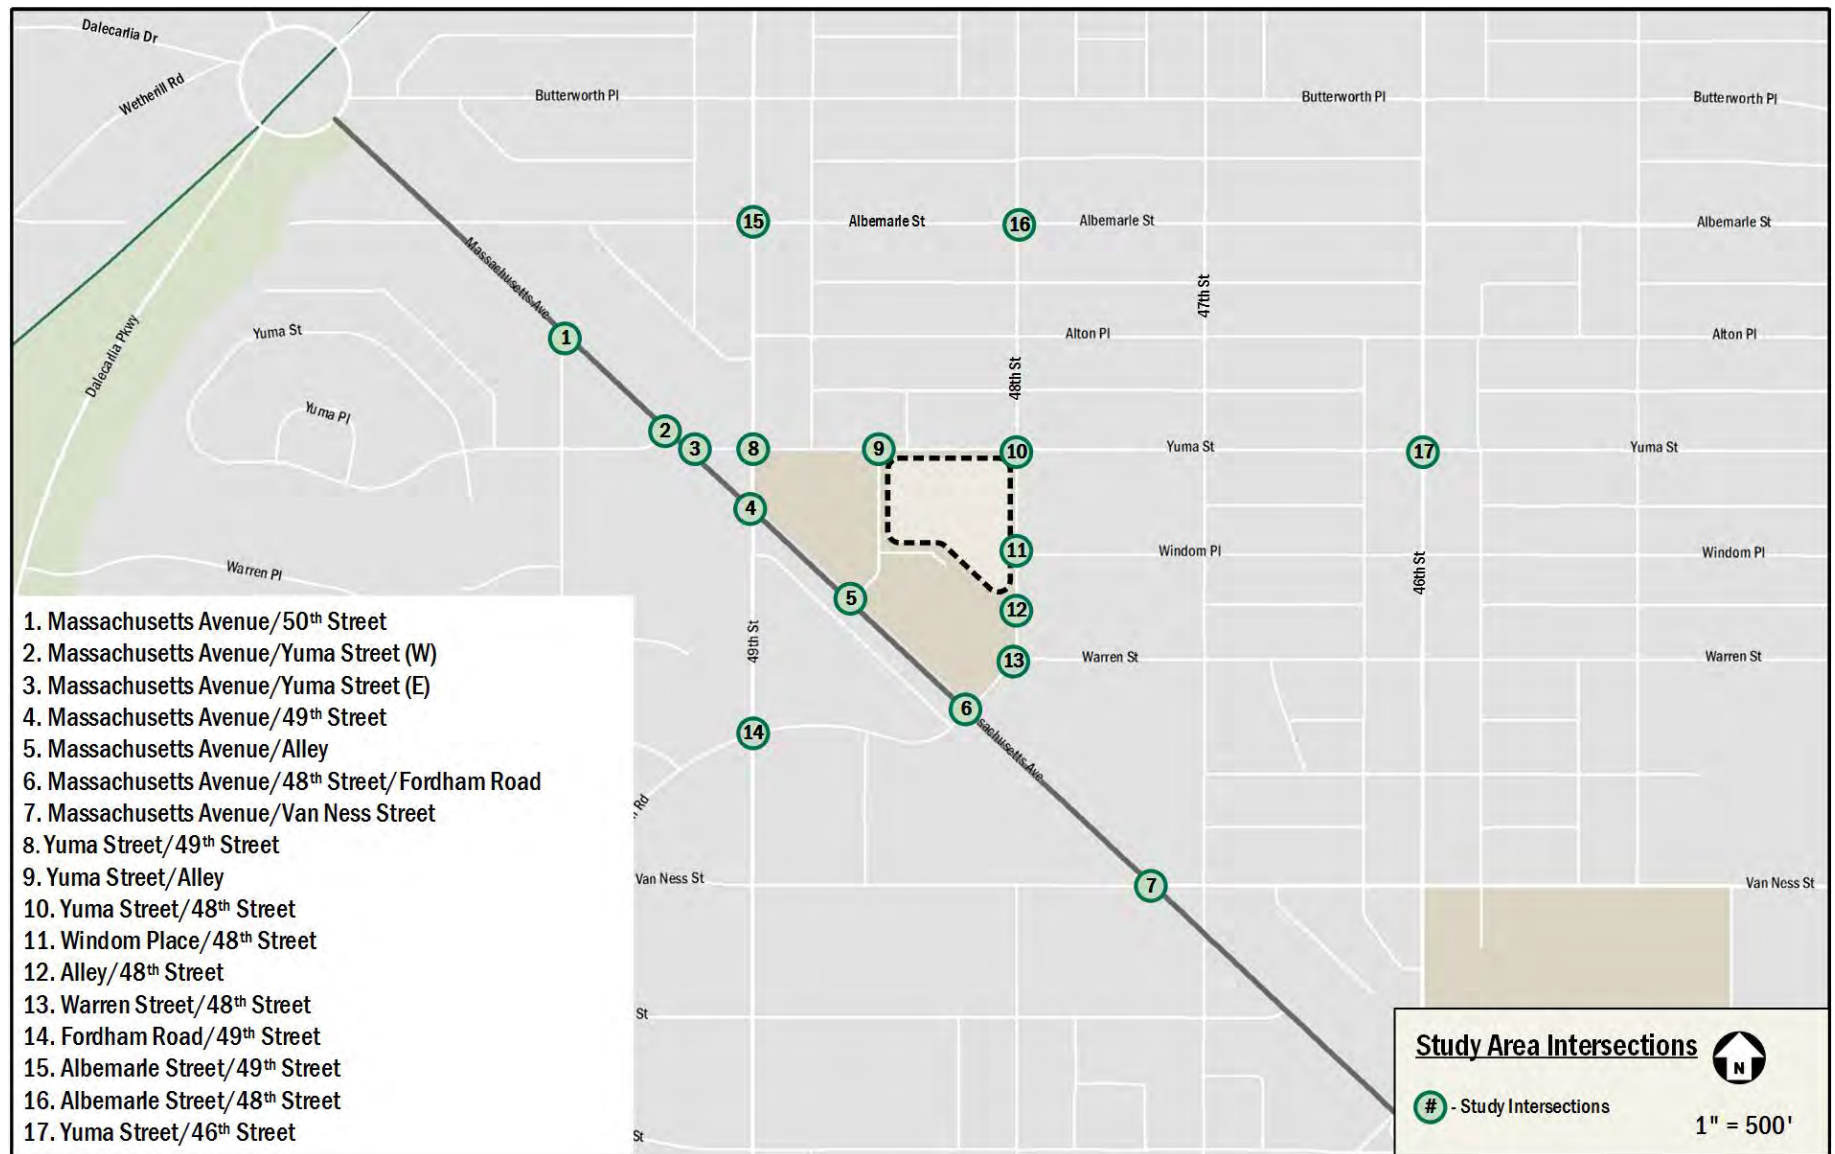 Dalecarlia Dr
Wetherill Rd
Butterworth Pl
Butterworth Pl
Butterworth Pl
15
Albemarle St
16
Albemarle St
Albemarle St
Massachusetts Ave
47th St
Dalecarlia Pkwy
Yuma St
1
Alton Pl
Alton Pl
48th St
Yuma Pl
2
3
8
9
10
Yuma St
17
Yuma St
4
11
Windom Pl
Windom Pl
46th St
Warren Pl
5
12
49th St
13
Warren St
Warren St
6
sachusetts Ave
14
Rd
Van Ness St
7
Van Ness St
St
St
1. Massachusetts Avenue/50th Street
2. Massachusetts Avenue/Yuma Street (W)
3. Massachusetts Avenue/Yuma Street (E)
4. Massachusetts Avenue/49th Street
5. Massachusetts Avenue/Alley
6. Massachusetts Avenue/48th Street/Fordham Road
7. Massachusetts Avenue/Van Ness Street
8. Yuma Street/49th Street
9. Yuma Street/Alley
10. Yuma Street/48th Street
11. Windom Place/48th Street
12. Alley/48th Street
13. Warren Street/48th Street
14. Fordham Road/49th Street
15. Albemarle Street/49th Street
16. Albemarle Street/48th Street
17. Yuma Street/46th Street
Study Area Intersections
N
# - Study Intersections
1" = 500'